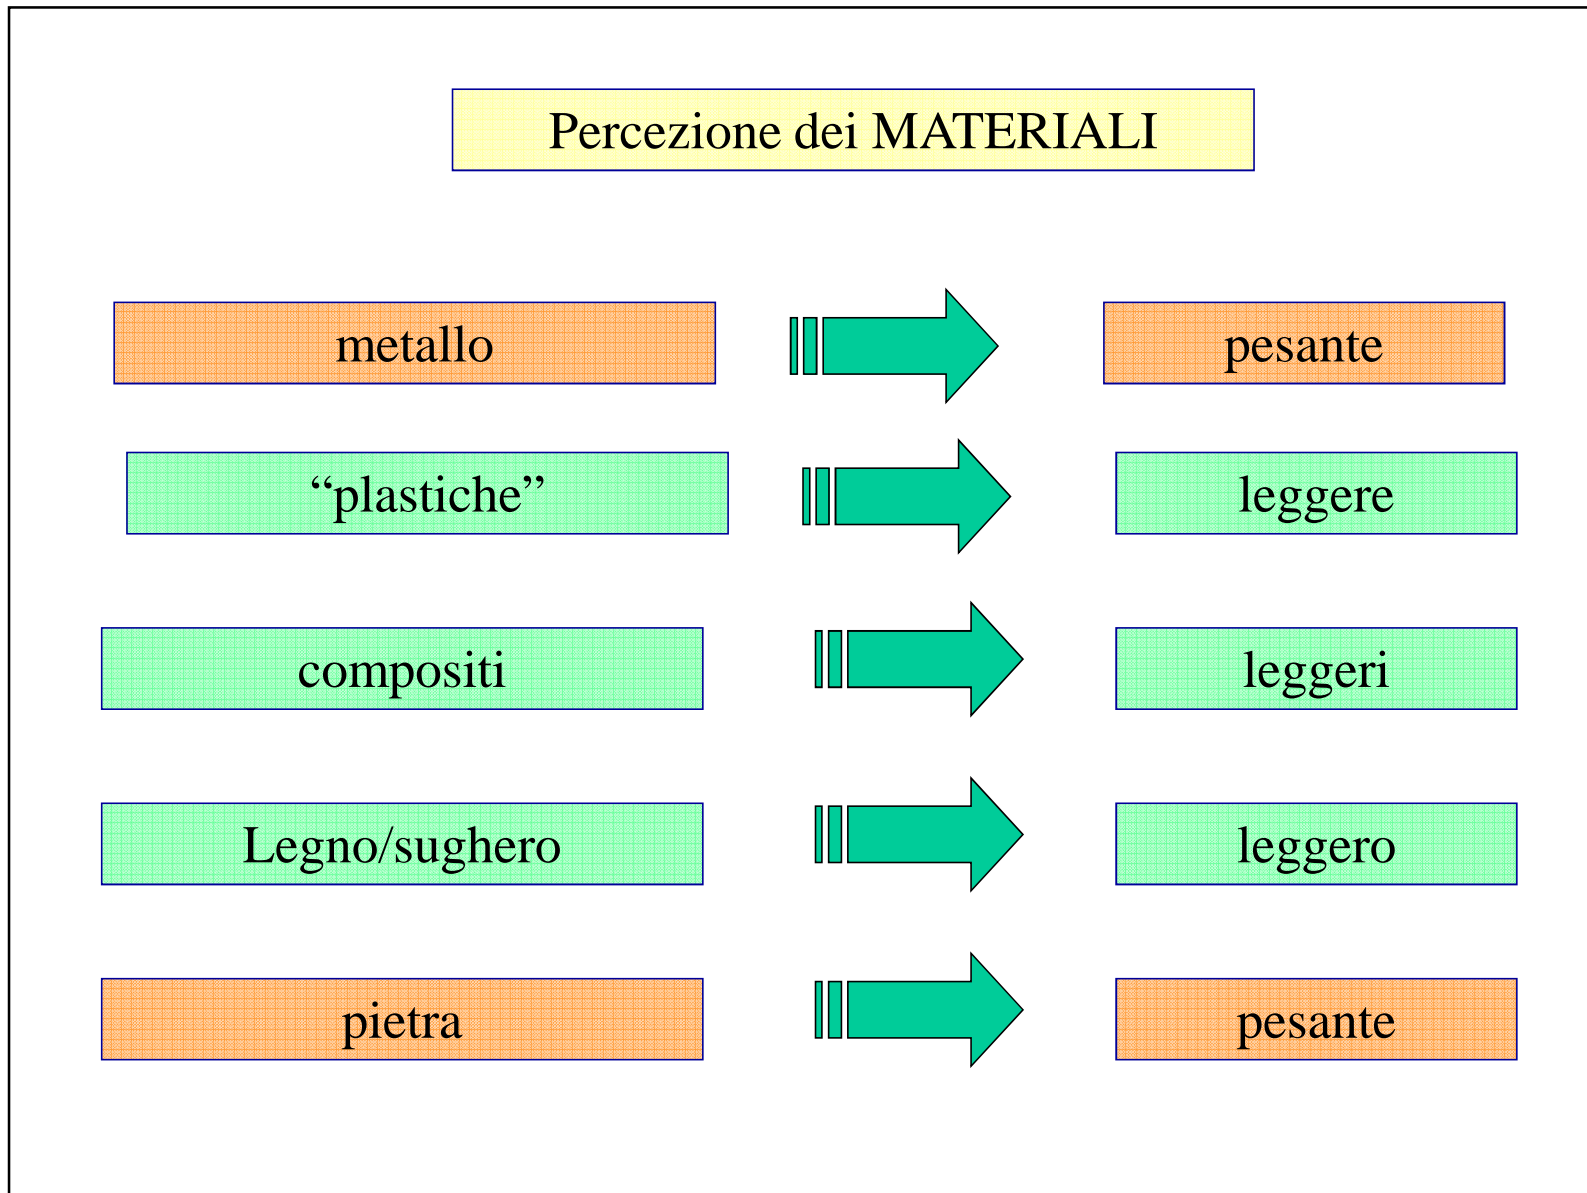 Percezione dei MATERIALI
metallo
pesante
“plastiche”
leggere
compositi
leggeri
Legno/sughero
leggero
pietra
pesante